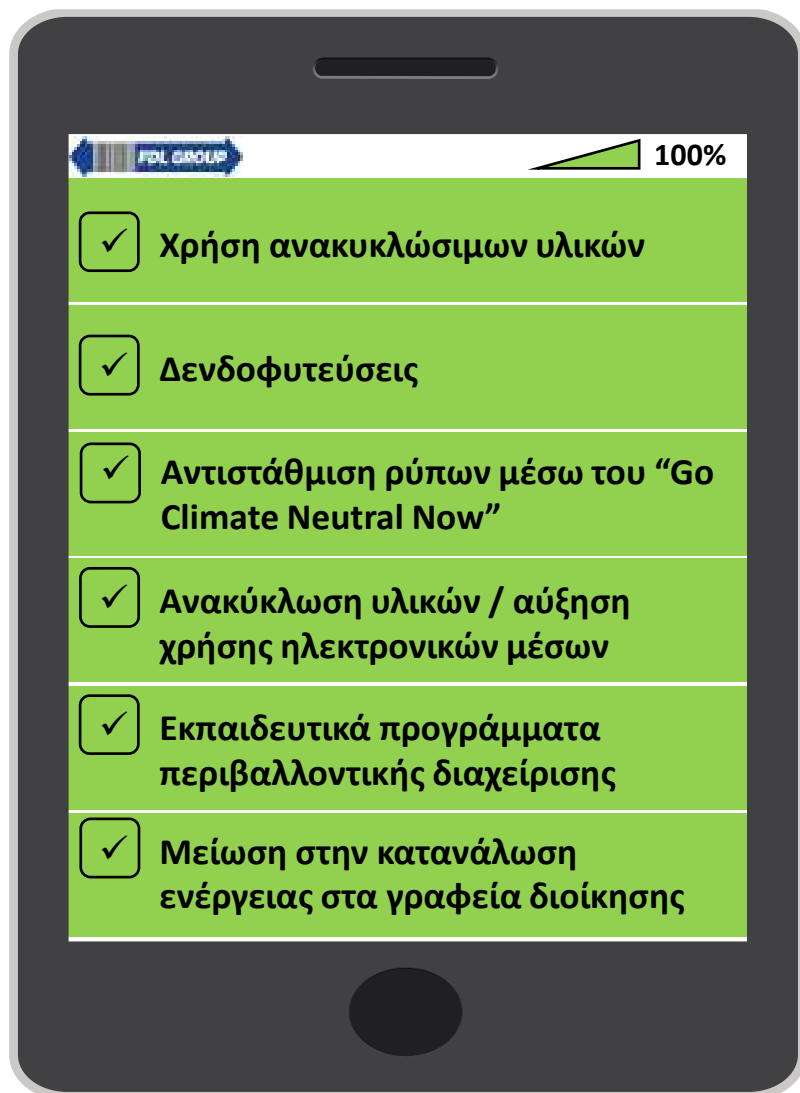 FDL GROUP
100%
Χρήση ανακυκλώσιμων υλικών
Δενδοφυτεύσεις
Αντιστάθμιση ρύπων μέσω του “Go
Climate Neutral Now”
Ανακύκλωση υλικών / αύξηση
χρήσης ηλεκτρονικών μέσων
Εκπαιδευτικά προγράμματα
περιβαλλοντικής διαχείρισης
Μείωση στην κατανάλωση
ενέργειας στα γραφεία διοίκησης